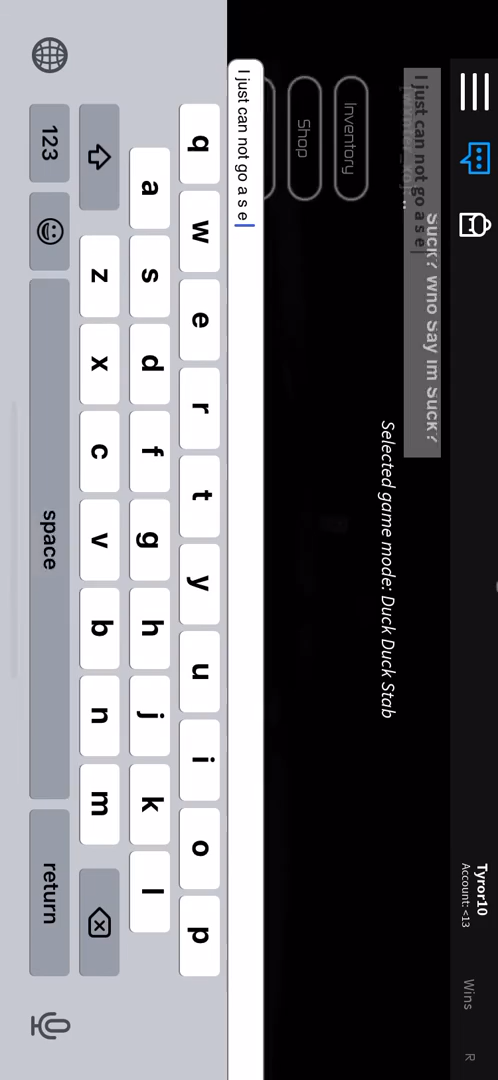 Tyror10
Account: <13
Wins
R
Suck? Who Say im Suck?
I just can not go a s e
Selected game mode: Duck Duck Stab
Inventory
Shop
I just can not go a s e
q w e r t y u i o p
a s d f g h j k l
z x c v b n m
123
space
return